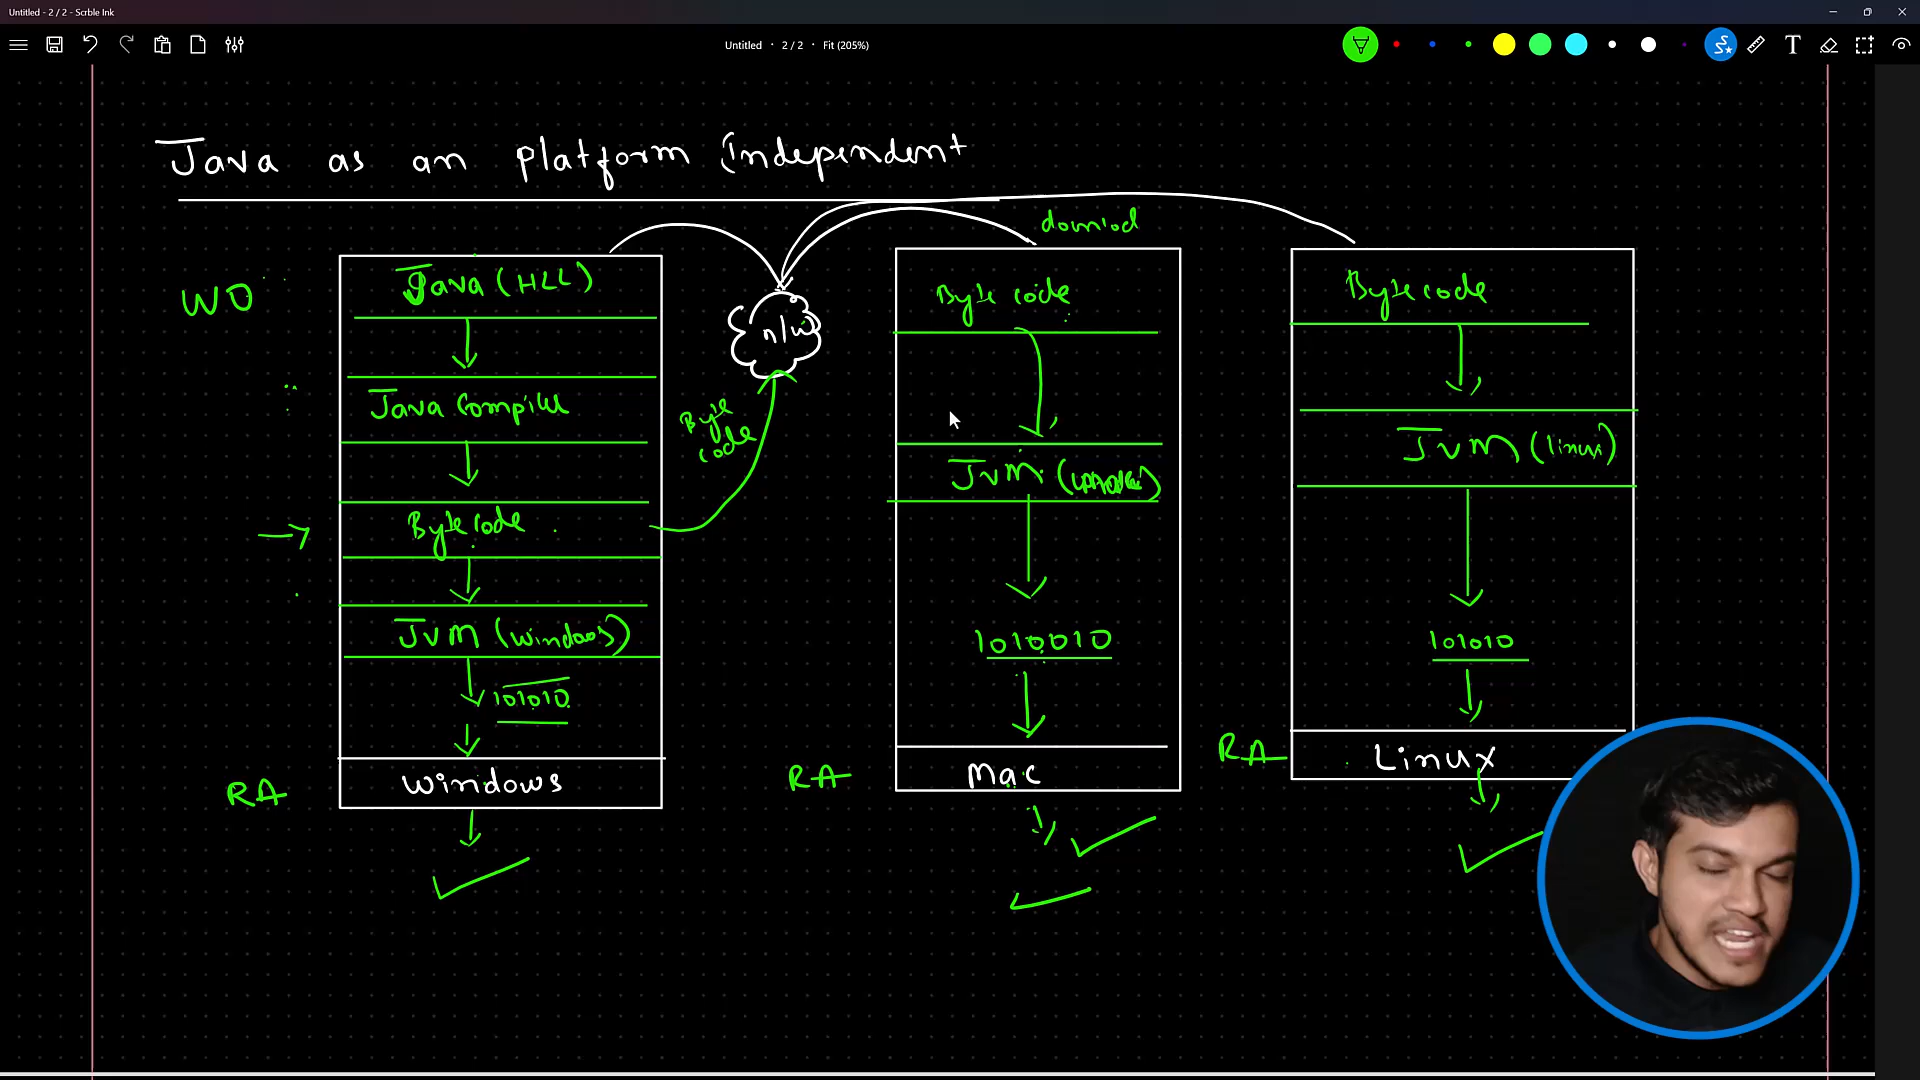 Untitled - 2 / 2 - Scrble Ink
Untitled • 2 / 2 • Fit (205%)
T
Java as an platform Independent
WO
Java (HLL)
Java Compiler
Byte code
JVM (windows)
101010
Windows
RA
n/w
Byte
code
Byte code
JVM
1010010
Mac
RA
Byte code
JVM (linux)
101010
Linux
RA